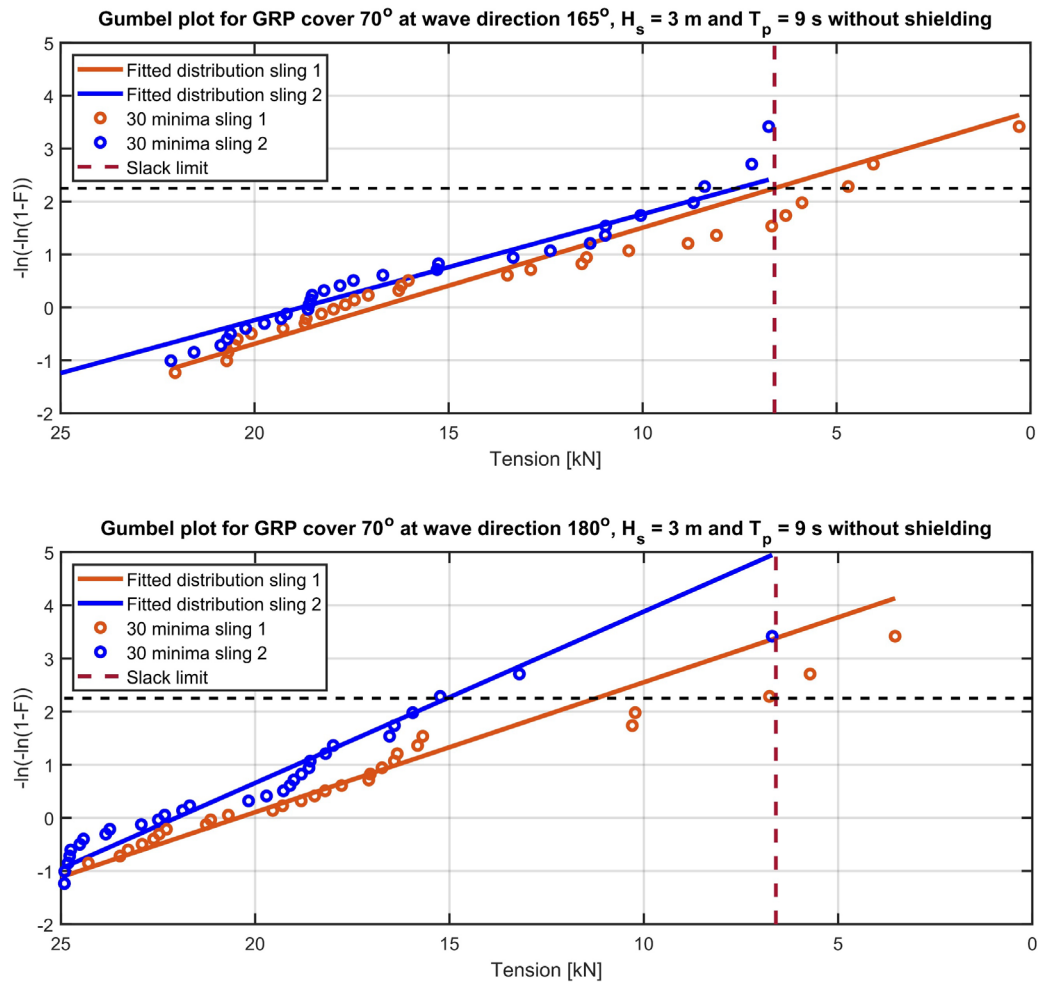 Gumbel plot for GRP cover 70° at wave direction 165°, Hs = 3 m and Tp = 9 s without shielding
5
4
3
2
1
0
-1
-2
-ln(-ln(1-F))
Fitted distribution sling 1
Fitted distribution sling 2
30 minima sling 1
30 minima sling 2
Slack limit
25
20
15
10
5
0
Tension [kN]
Gumbel plot for GRP cover 70° at wave direction 180°, Hs = 3 m and Tp = 9 s without shielding
5
4
3
2
1
0
-1
-2
-ln(-ln(1-F))
Fitted distribution sling 1
Fitted distribution sling 2
30 minima sling 1
30 minima sling 2
Slack limit
25
20
15
10
5
0
Tension [kN]